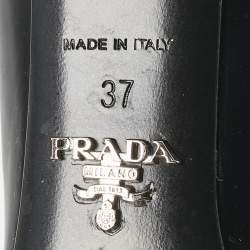 MADE IN ITALY
37
PRADA
MILANO
DAL 1913